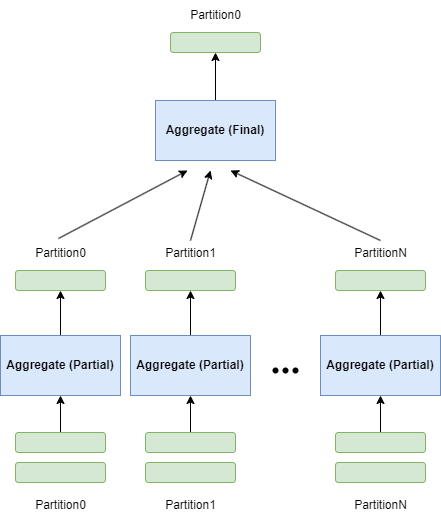 Partition0
Aggregate (Final)
Partition0
Partition1
PartitionN
Aggregate (Partial)
Aggregate (Partial)
Aggregate (Partial)
Partition0
Partition1
PartitionN